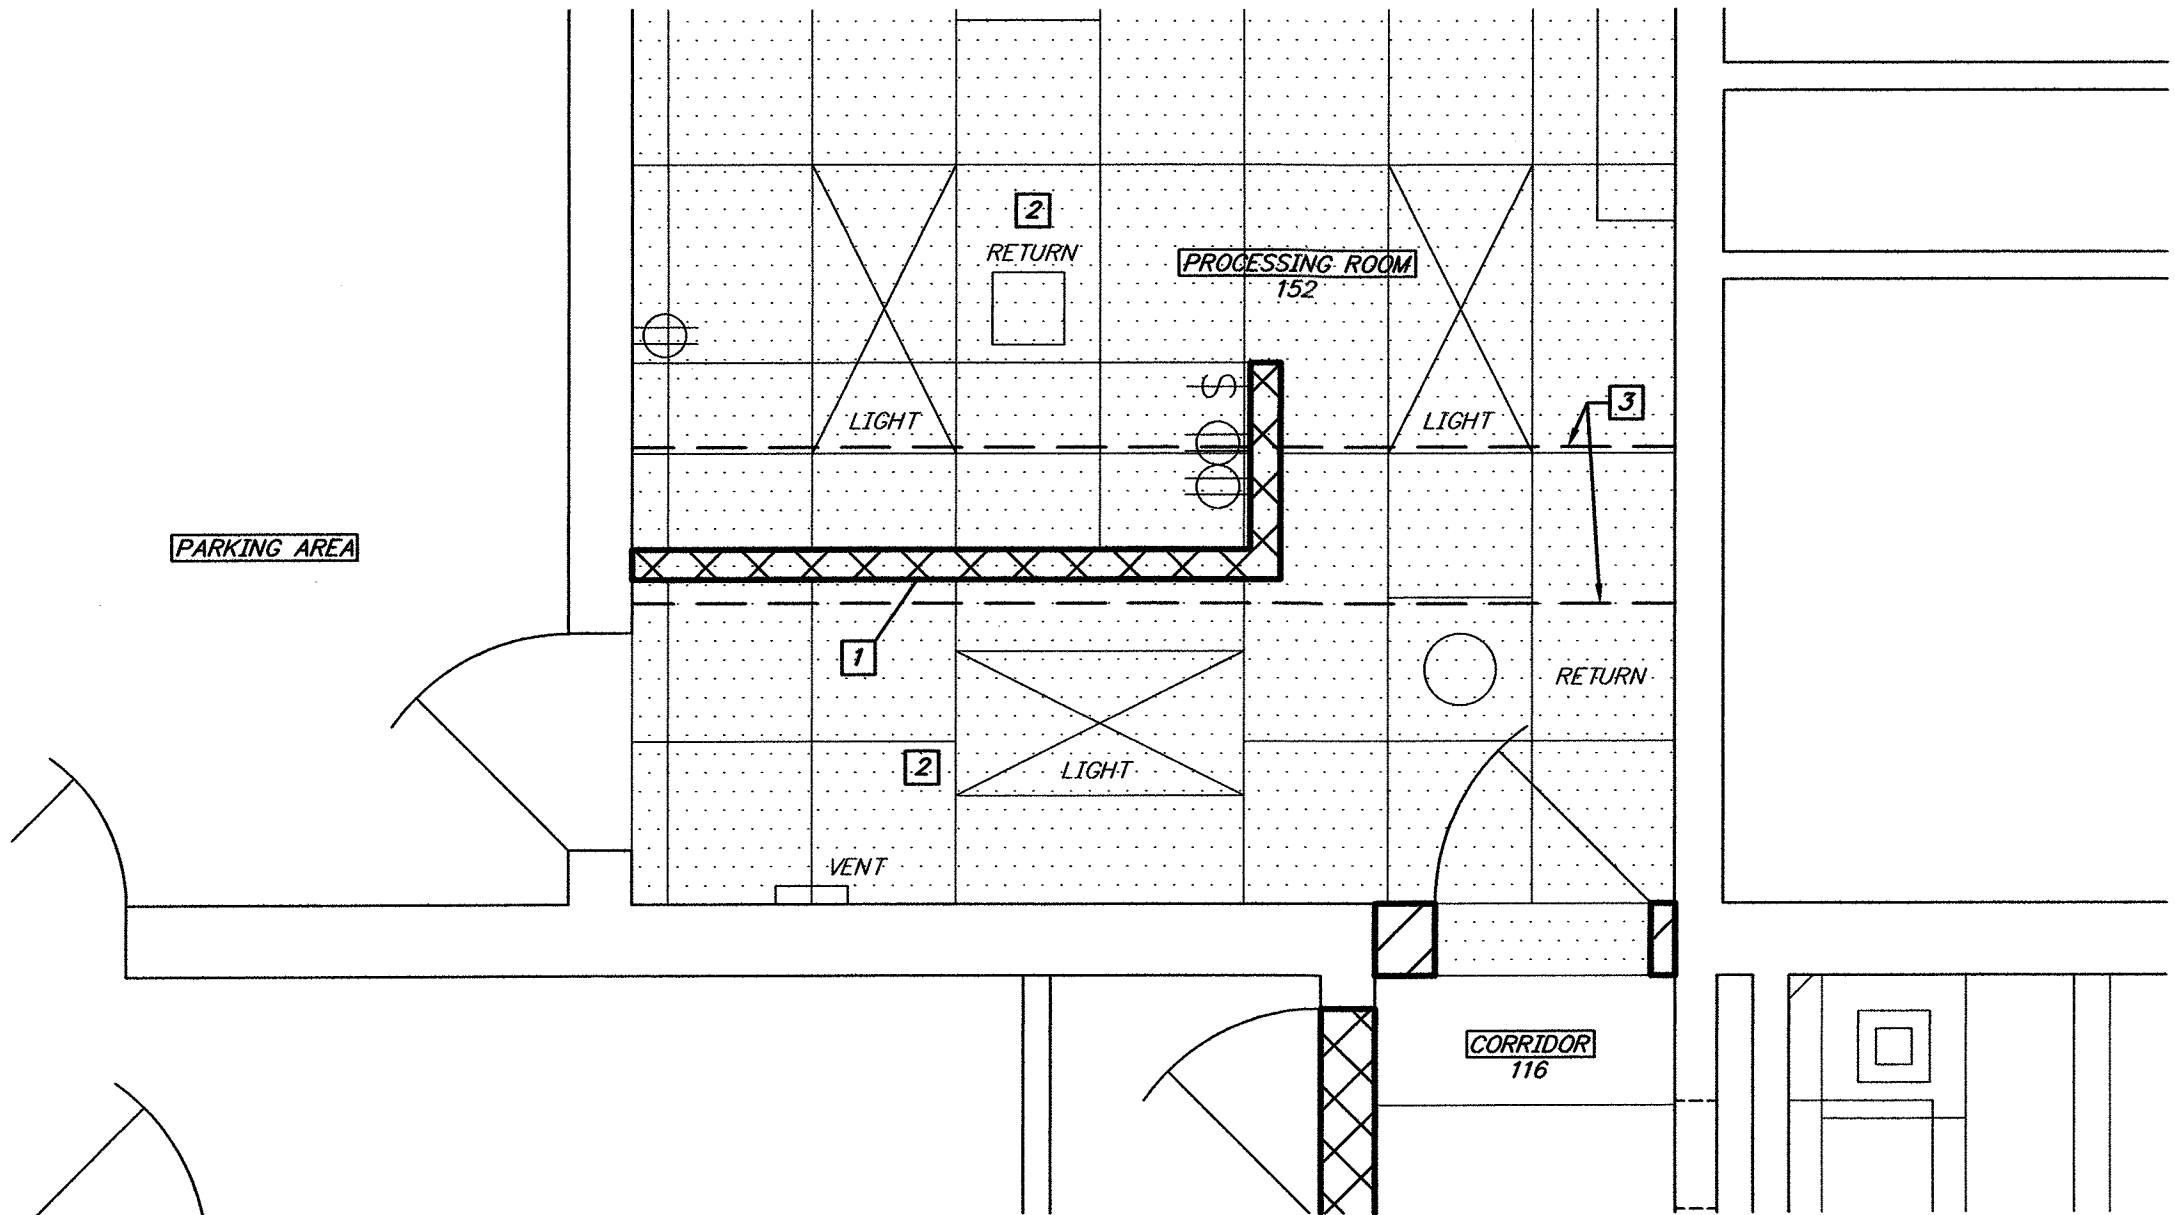 2
RETURN
PROCESSING ROOM
152
S
LIGHT
LIGHT
3
PARKING AREA
1
RETURN
2
LIGHT
VENT
CORRIDOR
116